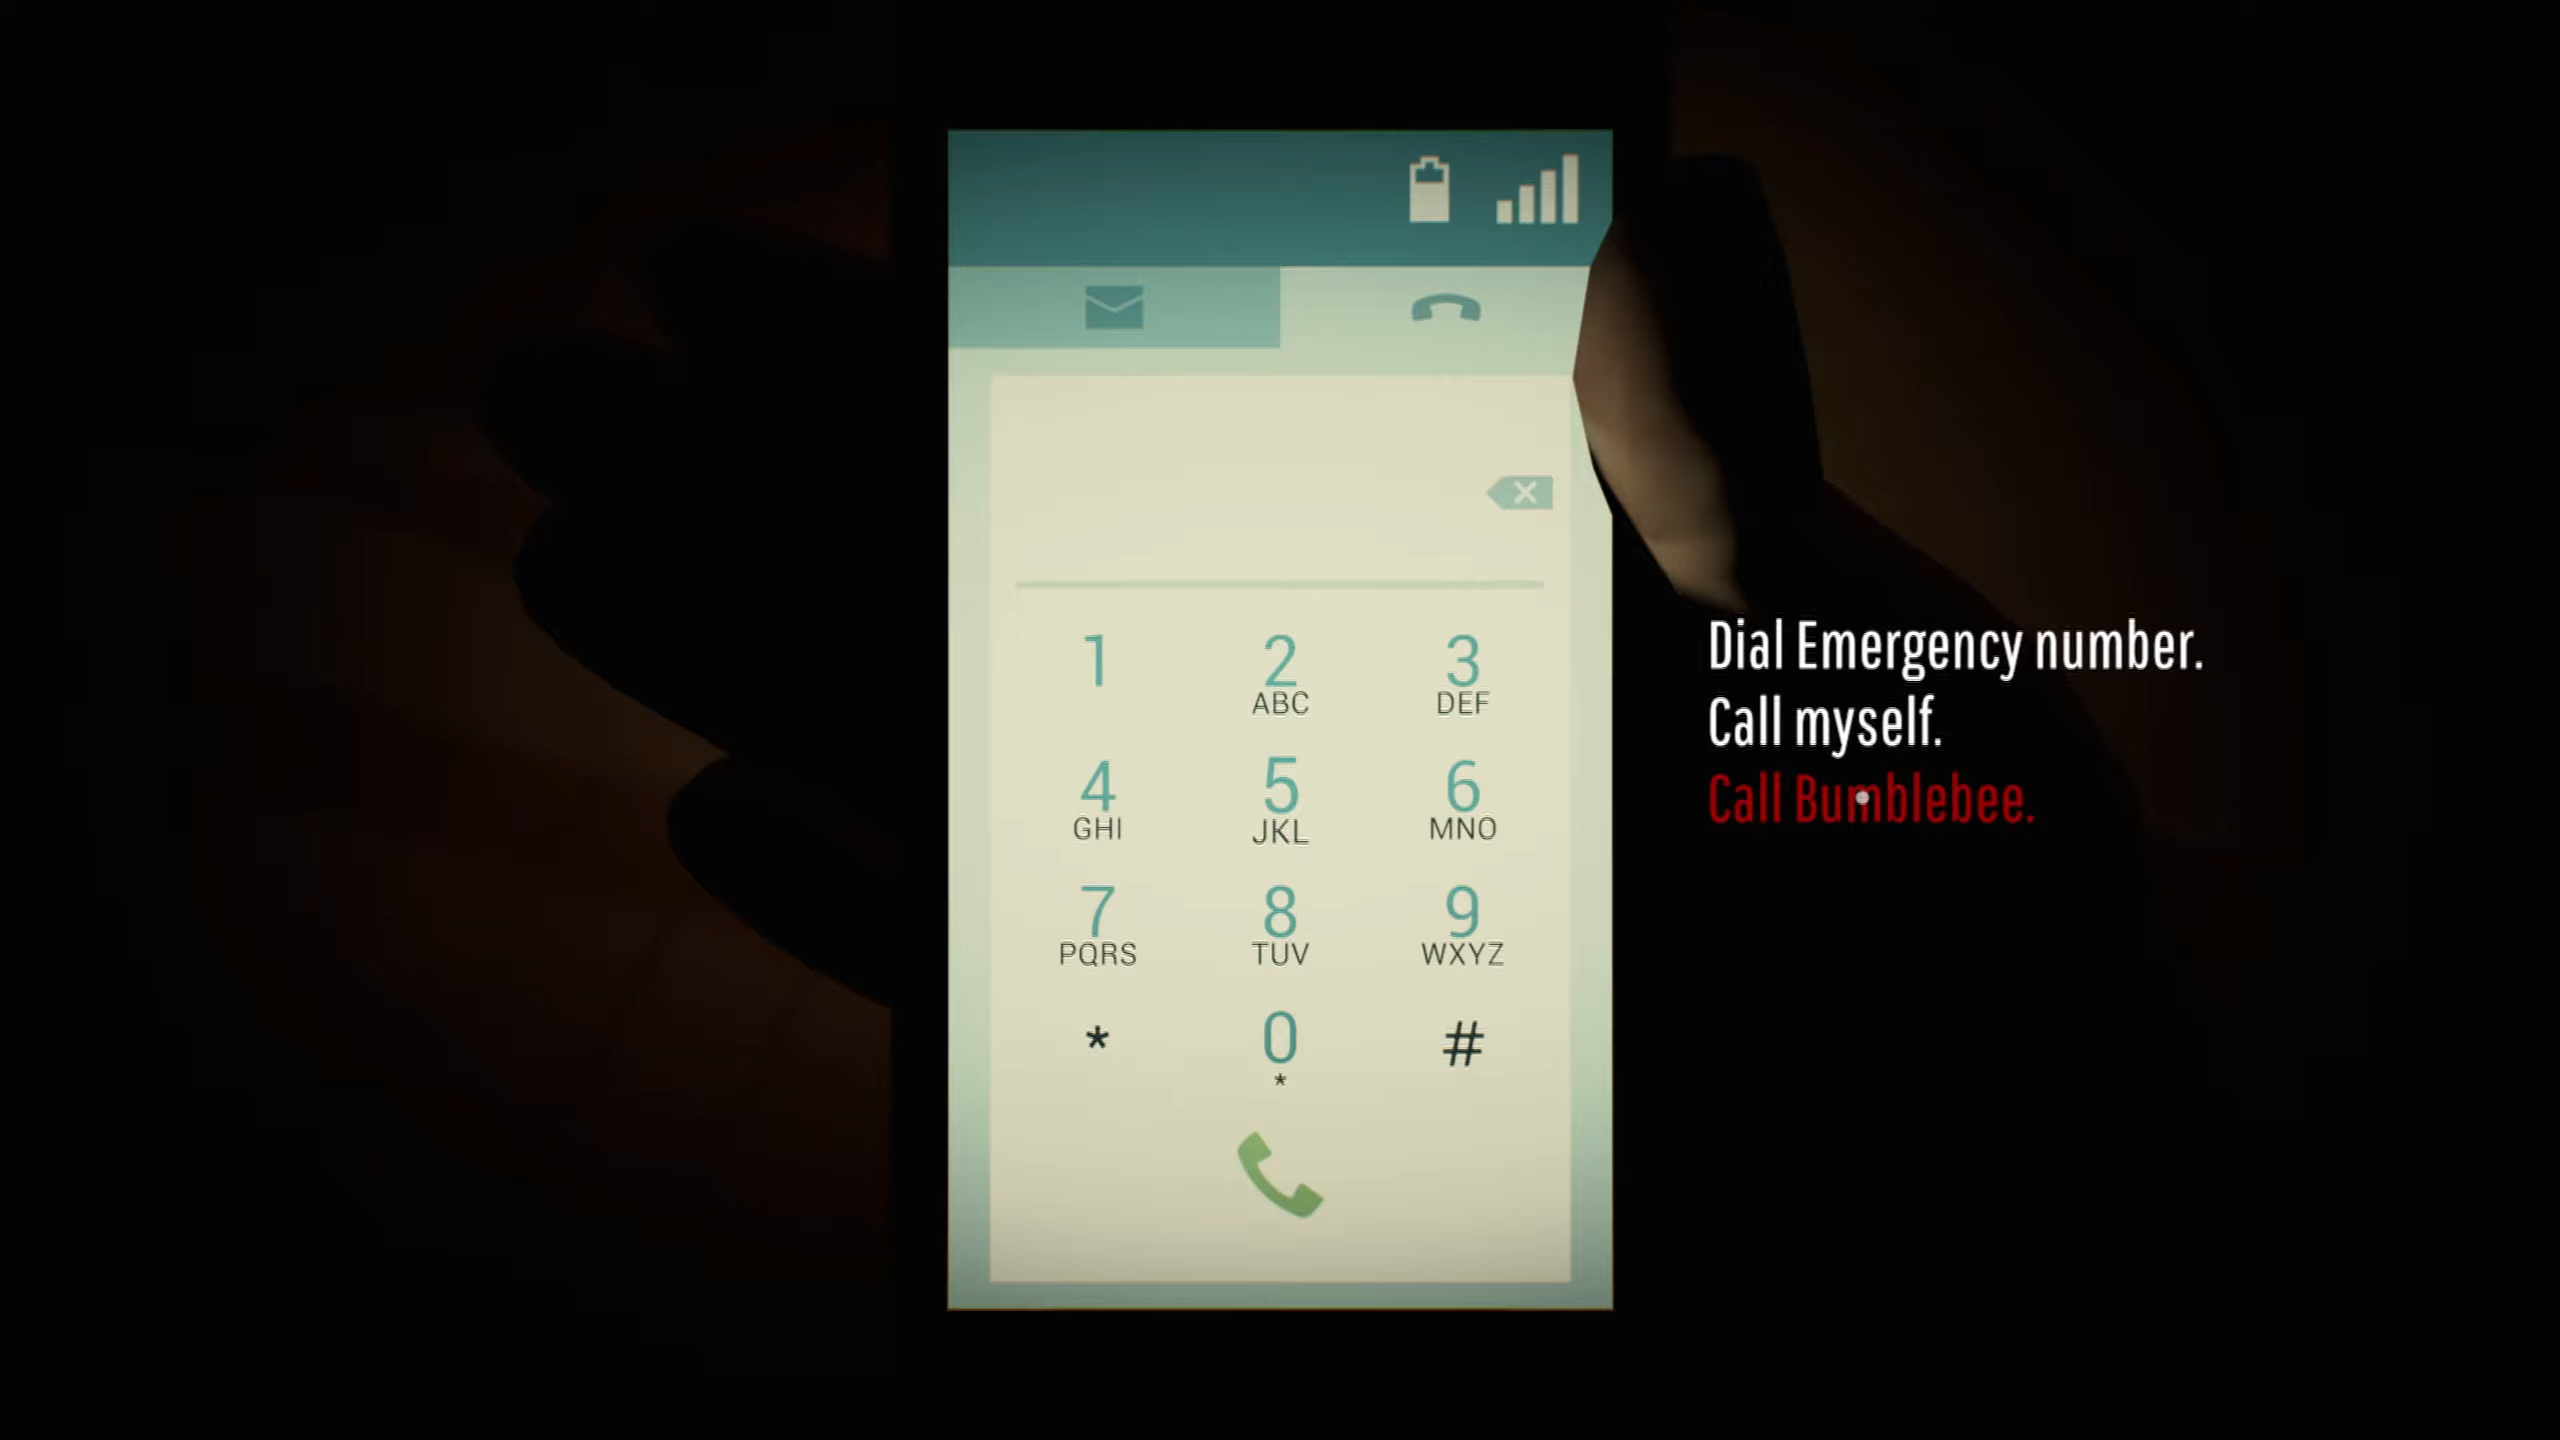 1
2
3
ABC
DEF
4
5
6
GHI
JKL
MNO
7
8
9
PQRS
TUV
WXYZ
*
0
#
*
Dial Emergency number.
Call myself.
Call Bumblebee.